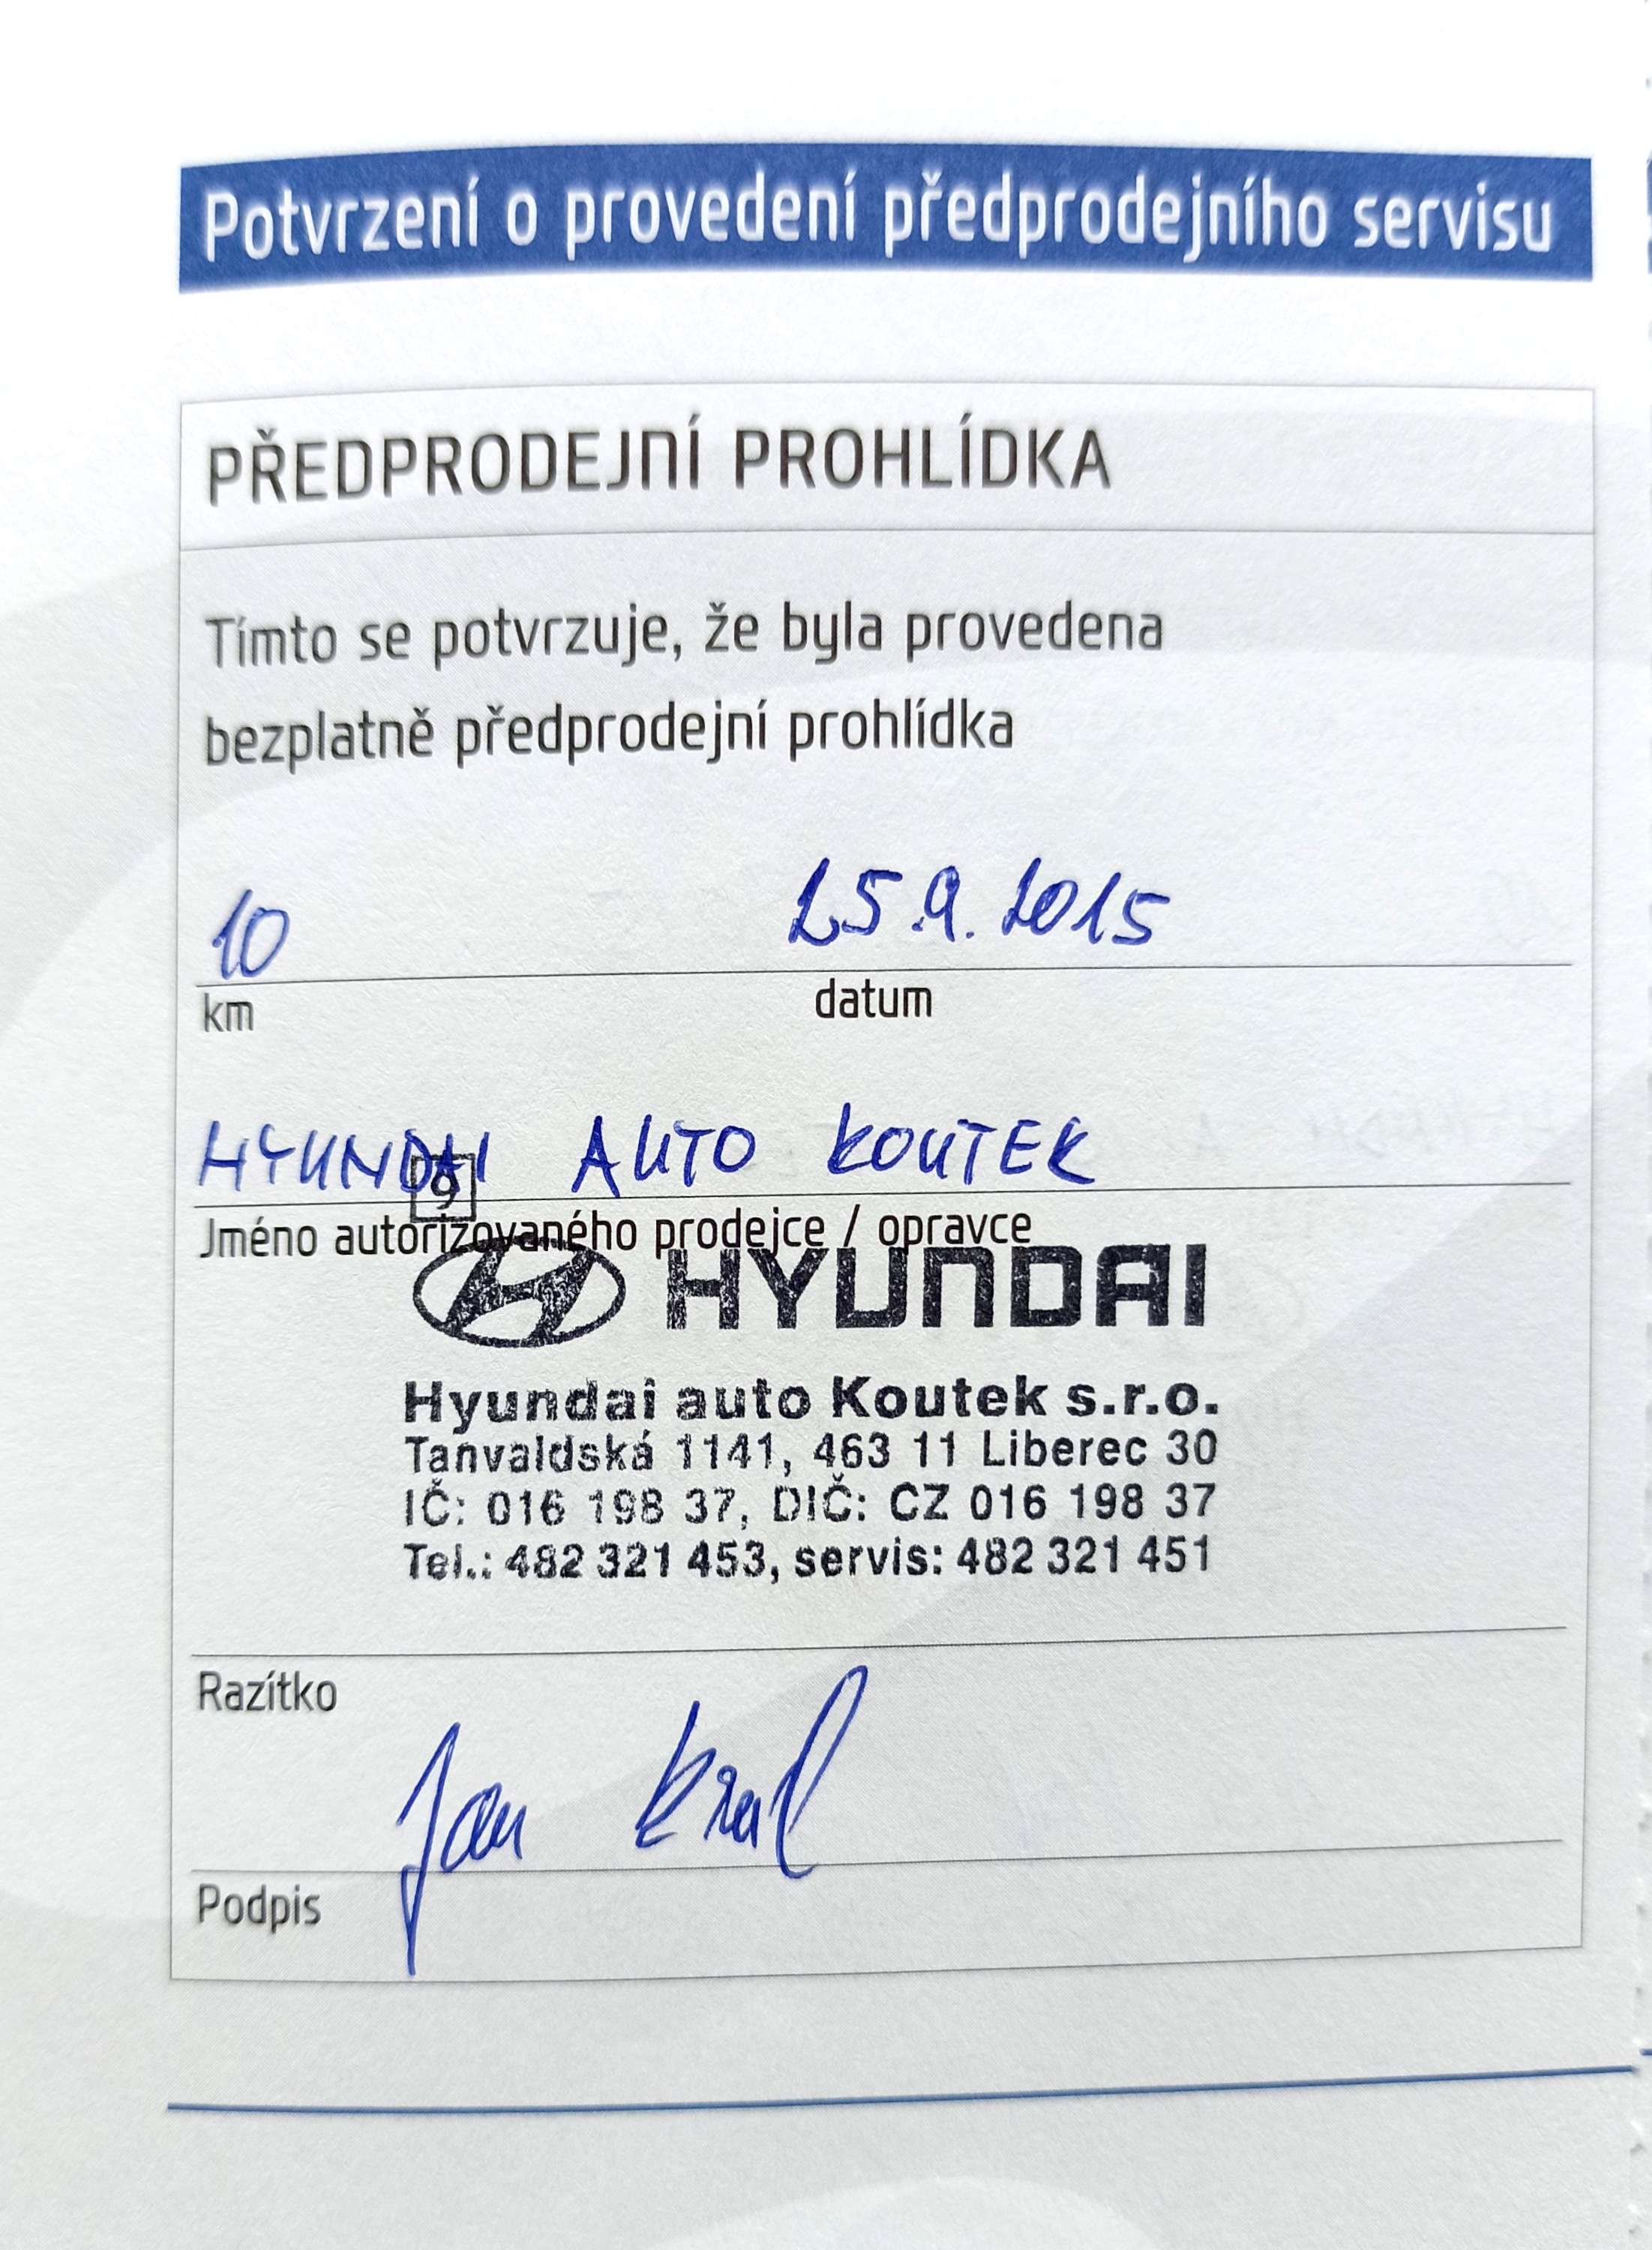 Potvrzení o provedení předprodejního servisu
PŘEDPRODEJNÍ PROHLÍDKA
Tímto se potvrzuje, že byla provedena
bezplatně předprodejní prohlídka
10 25.9.2015
km datum
HYUNDAI AUTO KOUTEK
9
Jméno autorizovaného prodejce / opravce
HYUNDAI
Hyundai auto Koutek s.r.o.
Tanvaldská 1141, 463 11 Liberec 30
IČ: 016 198 37, DIČ: CZ 016 198 37
Tel.: 482 321 453, servis: 482 321 451
Razítko
Jan Kral
Podpis